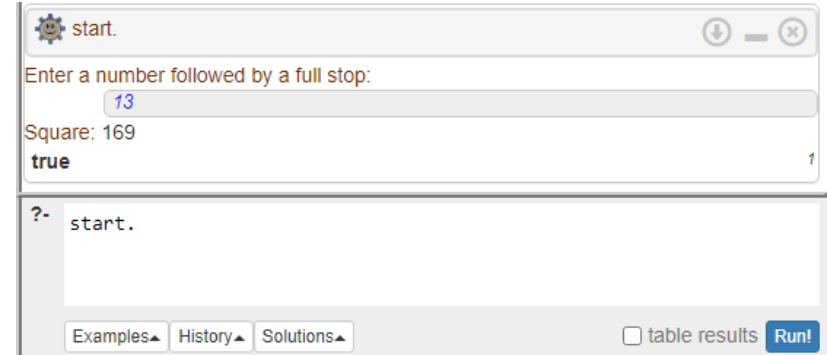 start.
Enter a number followed by a full stop:
13
Square: 169
true 1
?- start.
Examples▴ History▴ Solutions▴ table results Run!